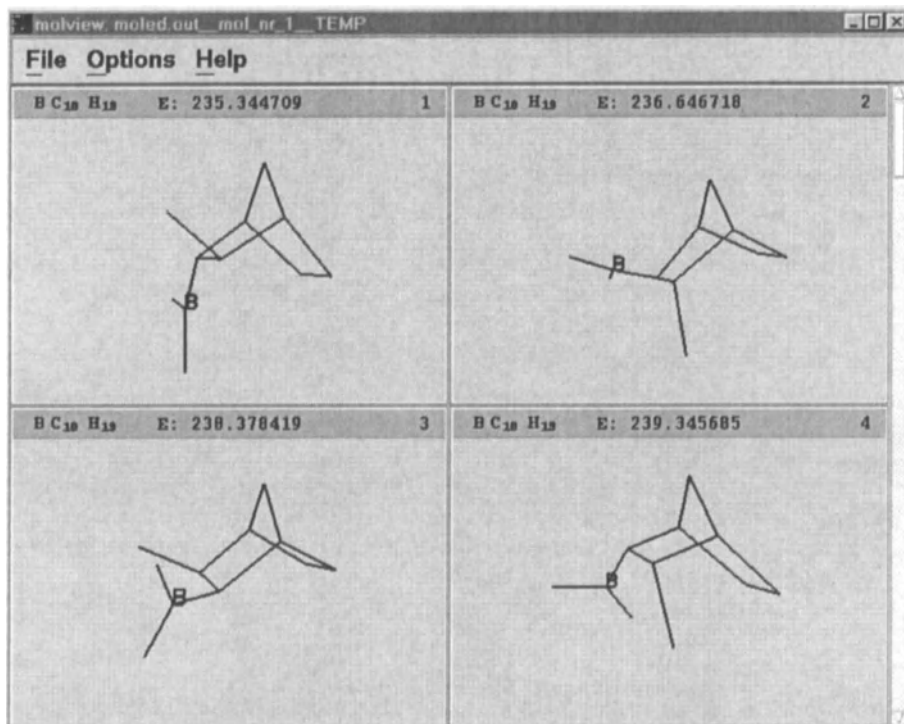 molview: moled.out__mol_nr_1__TEMP
File Options Help
B C₁₀ H₁₉ E: 235.344709 1
B C₁₀ H₁₉ E: 236.646718 2
B
B
B C₁₀ H₁₉ E: 238.378419 3
B C₁₀ H₁₉ E: 239.345685 4
B
B